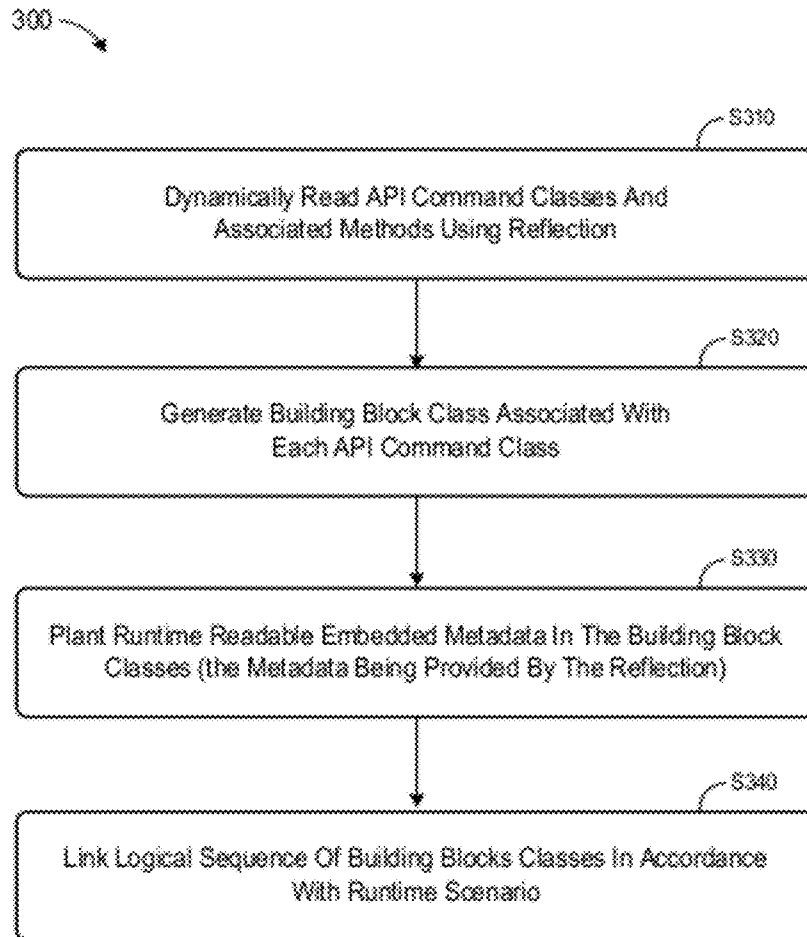 300
S310
Dynamically Read API Command Classes And
Associated Methods Using Reflection
S320
Generate Building Block Class Associated With
Each API Command Class
S330
Plant Runtime Readable Embedded Metadata In The Building Block
Classes (the Metadata Being Provided By The Reflection)
S340
Link Logical Sequence Of Building Blocks Classes In Accordance
With Runtime Scenario